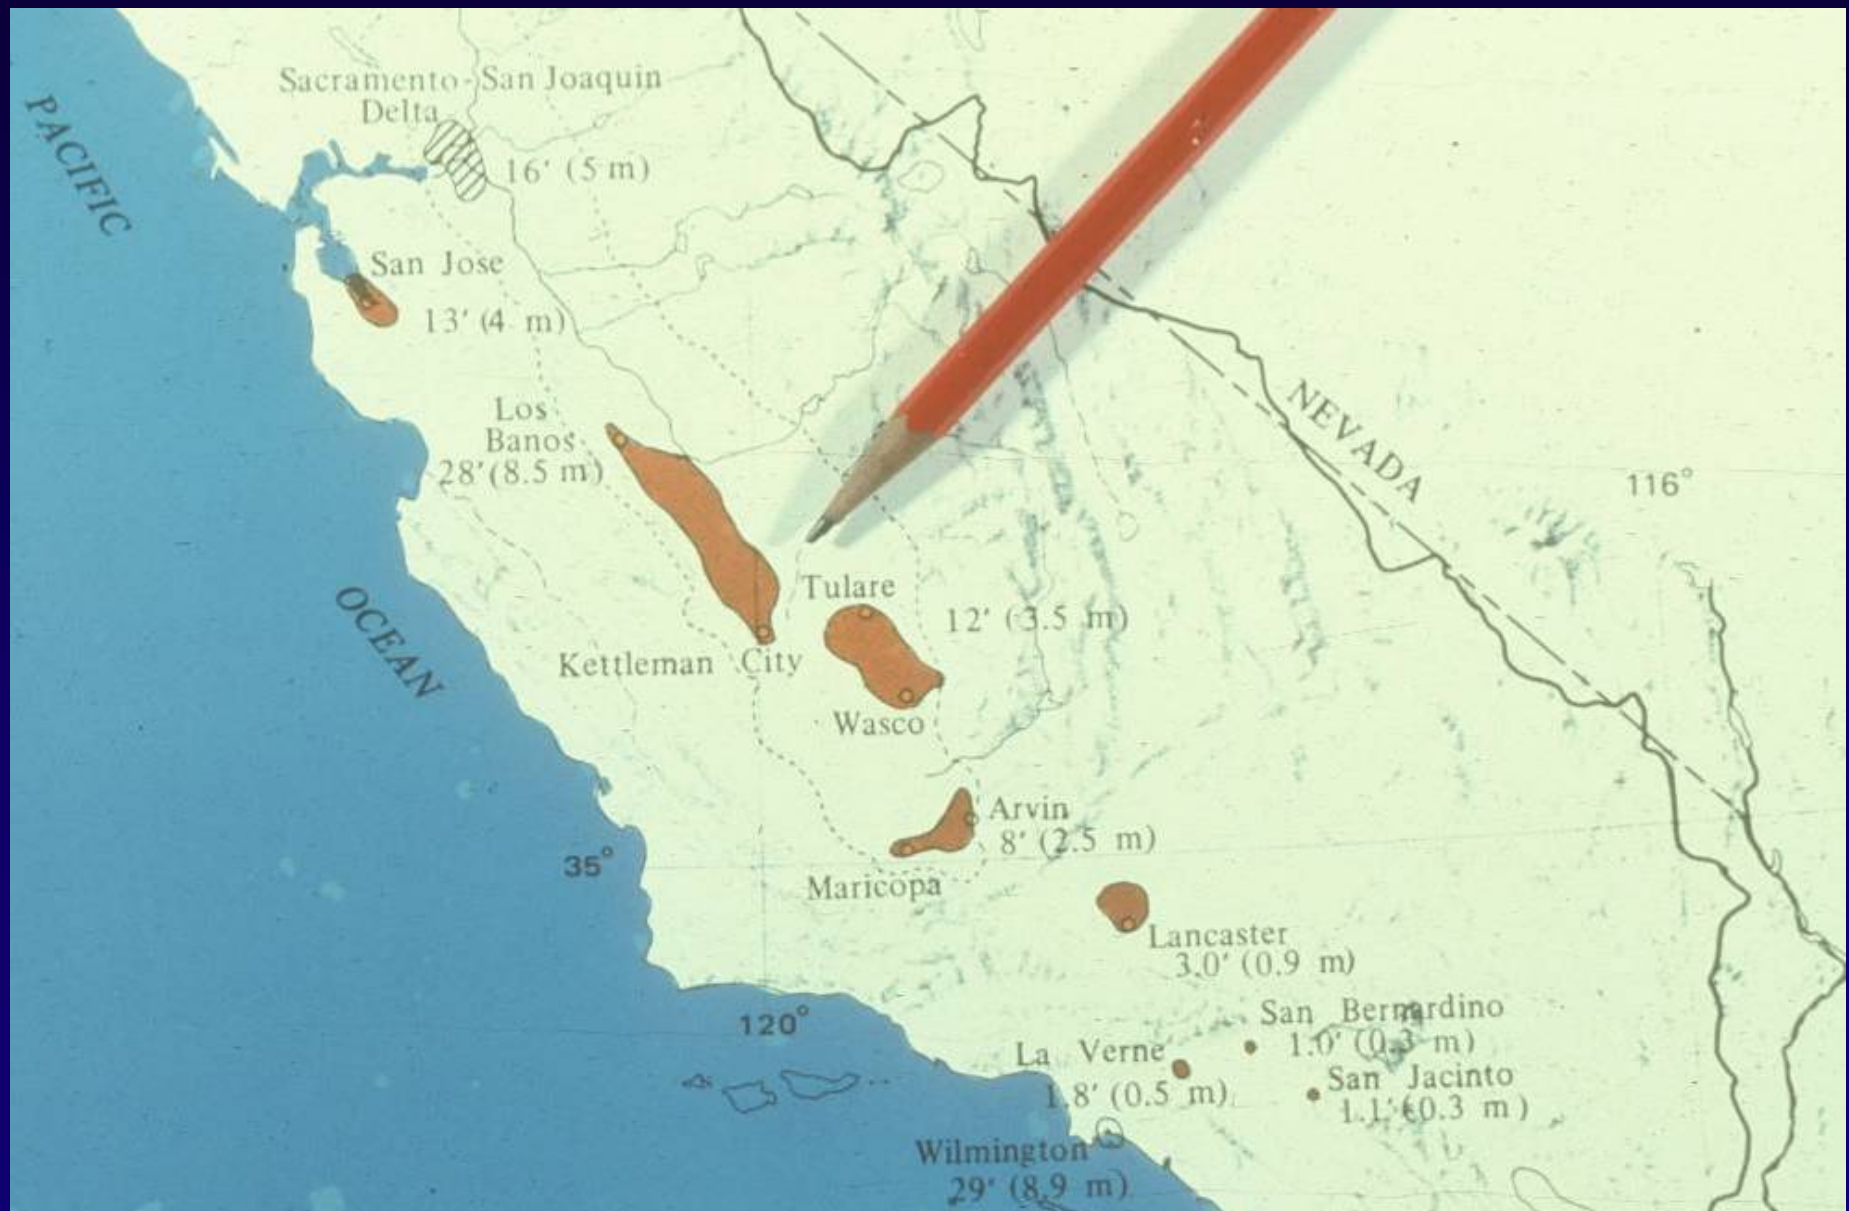 Sacramento-San Joaquin
Delta
16' (5 m)
PACIFIC
San Jose
13' (4 m)
Los
Banos
28' (8.5 m)
NEVADA
116°
Tulare
12' (3.5 m)
OCEAN
Kettleman City
Wasco
Arvin
8' (2.5 m)
35°
Maricopa
Lancaster
3.0' (0.9 m)
120°
San Bernardino
1.0' (0.3 m)
La Verne
1.8' (0.5 m)
San Jacinto
1.1' (0.3 m)
Wilmington
29' (8.9 m)